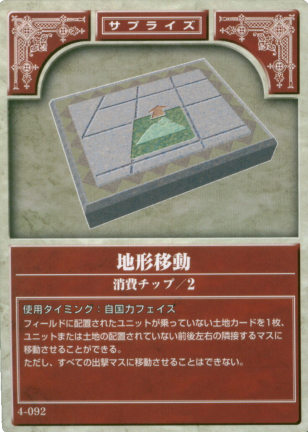 サプライズ
地形移動
消費チップ／2
使用タイミング：自国力フェイズ
フィールドに配置されたユニットが乗っていない土地カードを1枚、
ユニットまたは土地の配置されていない前後左右の隣接するマスに
移動させることができる。
ただし、すべての出撃マスに移動させることはできない。
4-092